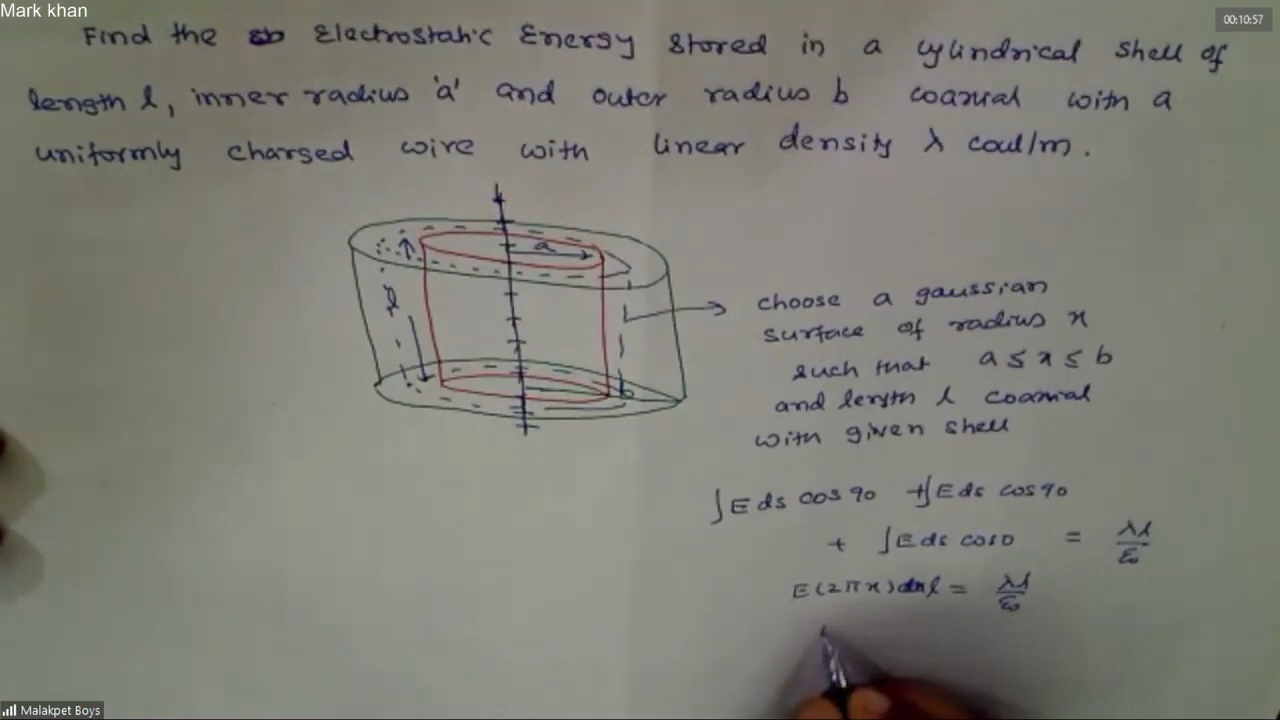 Mark khan
00:10:57
Find the Electrostatic Energy stored in a cylindrical shell of
length l, inner radius 'a' and outer radius b coaxial with a
uniformly charged wire with linear density λ coul/m.
a
l
choose a gaussian
surface of radius x
such that a ≤ x ≤ b
and length l coaxial
with given shell
∫E ds cos 90 + ∫E ds cos 90
+ ∫E ds cos 0 = λl/ε₀
E(2πx) l = λl/ε₀
Malakpet Boys